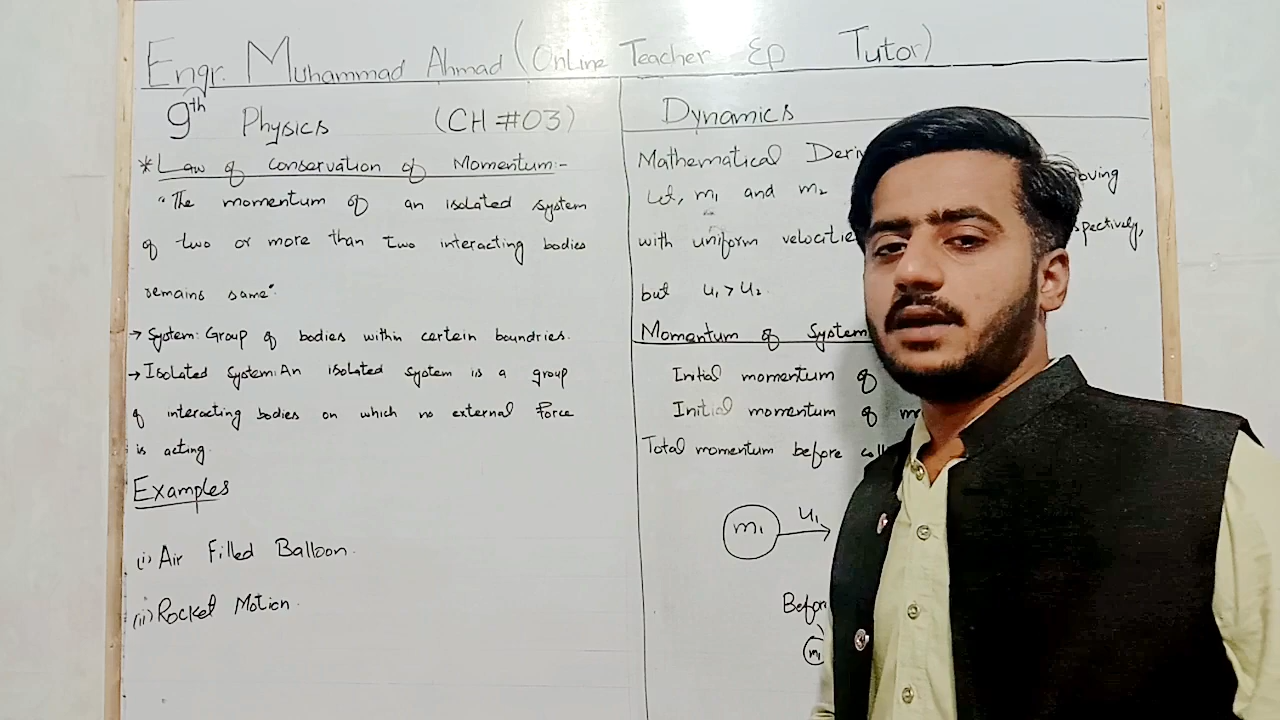 Engr. Muhammad Ahmad (Online Teacher & Tutor)
9th Physics (CH #03)
* Law of conservation of Momentum:-
"The momentum of an isolated system
of two or more than two interacting bodies
remains same".
→ System: Group of bodies within certain boundries.
→ Isolated System: An isolated system is a group
of interacting bodies on which no external Force
is acting.
Examples
(i) Air Filled Balloon.
(ii) Rocket Motion.
Dynamics
Mathematical
Let, m₁ and m₂
with uniform
but u₁ > u₂.
Momentum of System
Initial momentum of
Initial momentum of
Total momentum before
m₁ u₁
m₁